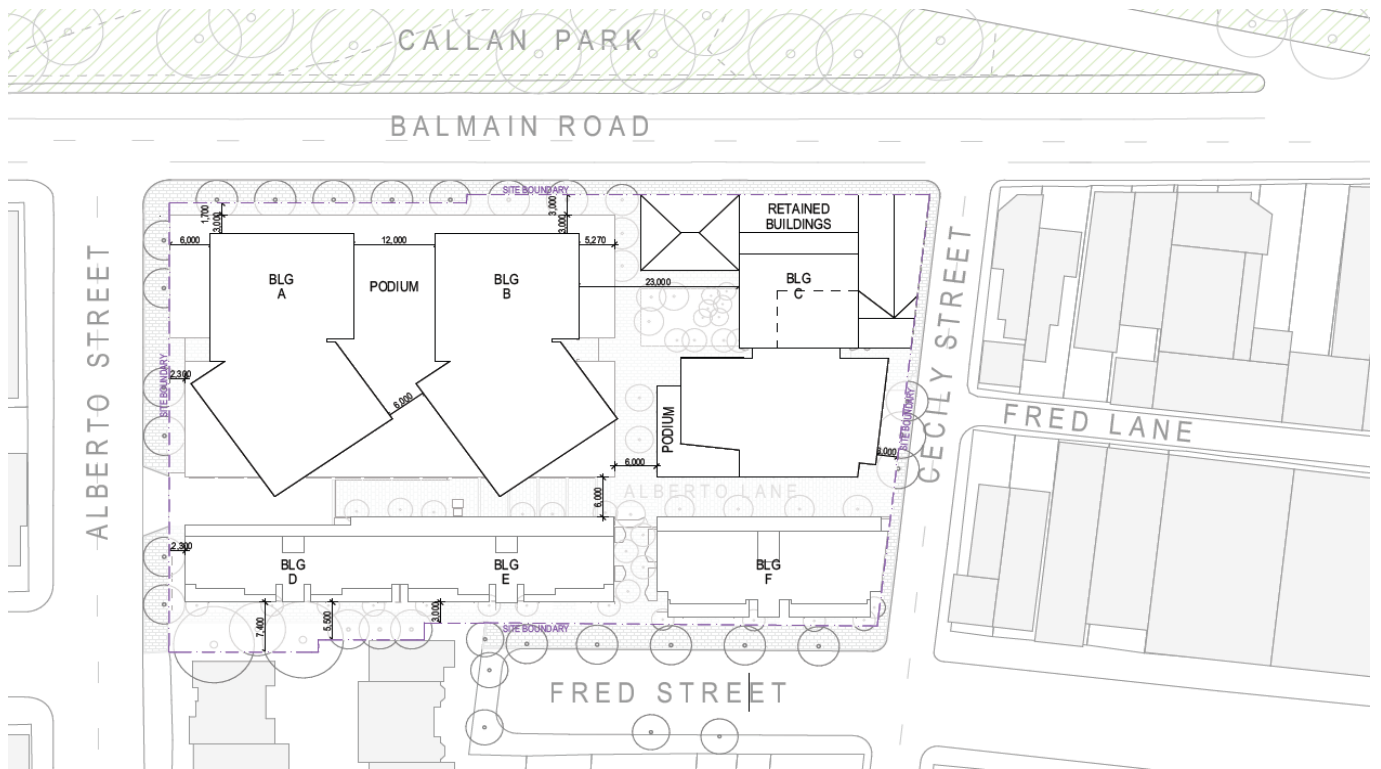 CALLAN PARK
BALMAIN ROAD
SITE BOUNDARY
1,700
3,000
3,000
3,000
RETAINED
BUILDINGS
6,000
12,000
5,270
BLG
A
PODIUM
BLG
B
23,000
BLG
C
ALBERTO STREET
CECILY STREET
SITE BOUNDARY
2,300
6,000
PODIUM
SITE BOUNDARY
FRED LANE
6,000
3,000
6,000
ALBERTO LANE
2,300
BLG
D
BLG
E
BLG
F
7,400
5,500
3,000
SITE BOUNDARY
FRED STREET